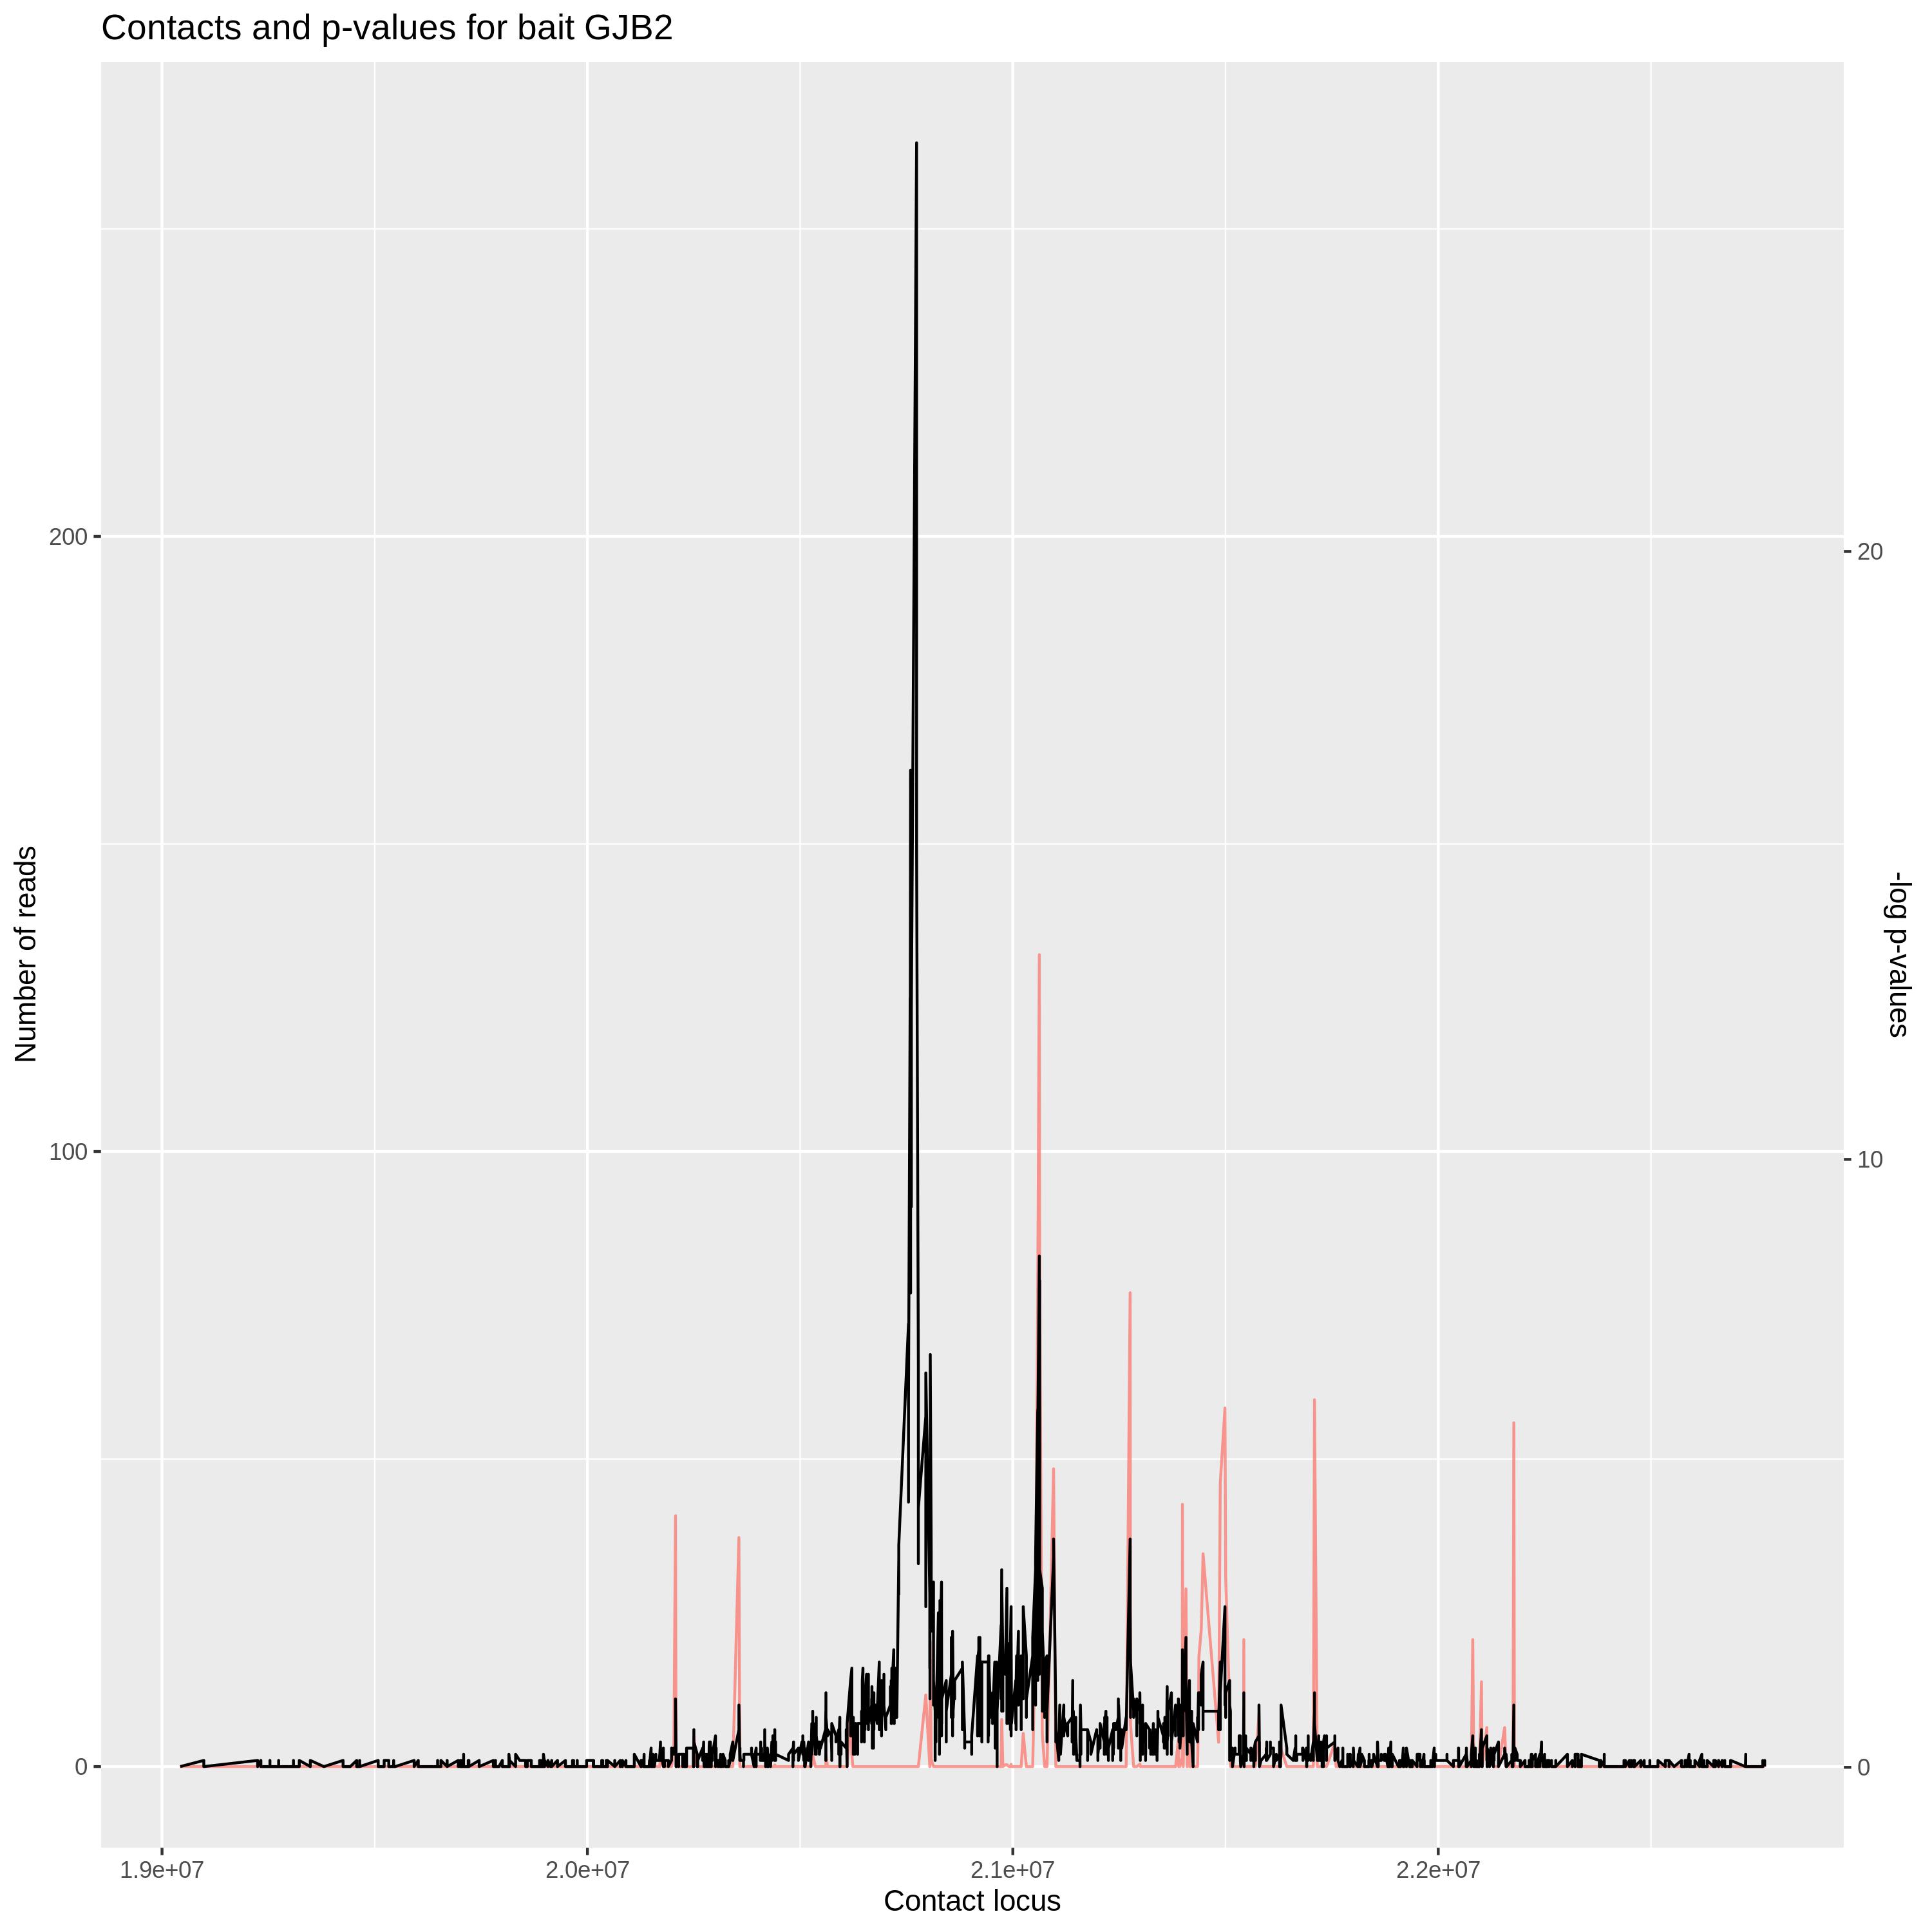 Contacts and p-values for bait GJB2
Number of reads
200
100
0
20
10
0
-log p-values
1.9e+07 2.0e+07 2.1e+07 2.2e+07
Contact locus